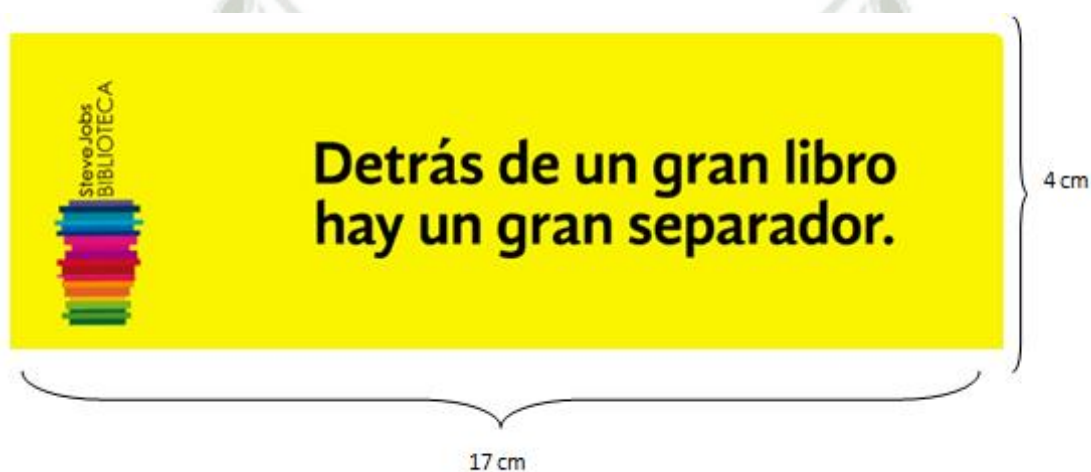 SteveJobs
BIBLIOTECA
Detrás de un gran libro
hay un gran separador.
4 cm
17 cm